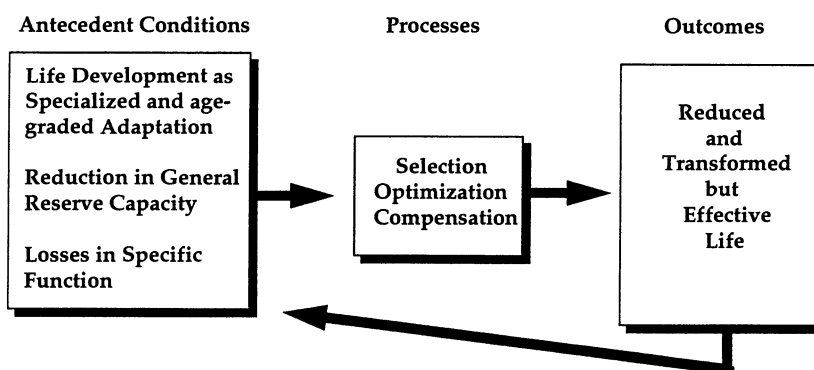 Antecedent Conditions
Processes
Outcomes
Life Development as
Specialized and age-
graded Adaptation
Reduction in General
Reserve Capacity
Losses in Specific
Function
Selection
Optimization
Compensation
Reduced
and
Transformed
but
Effective
Life